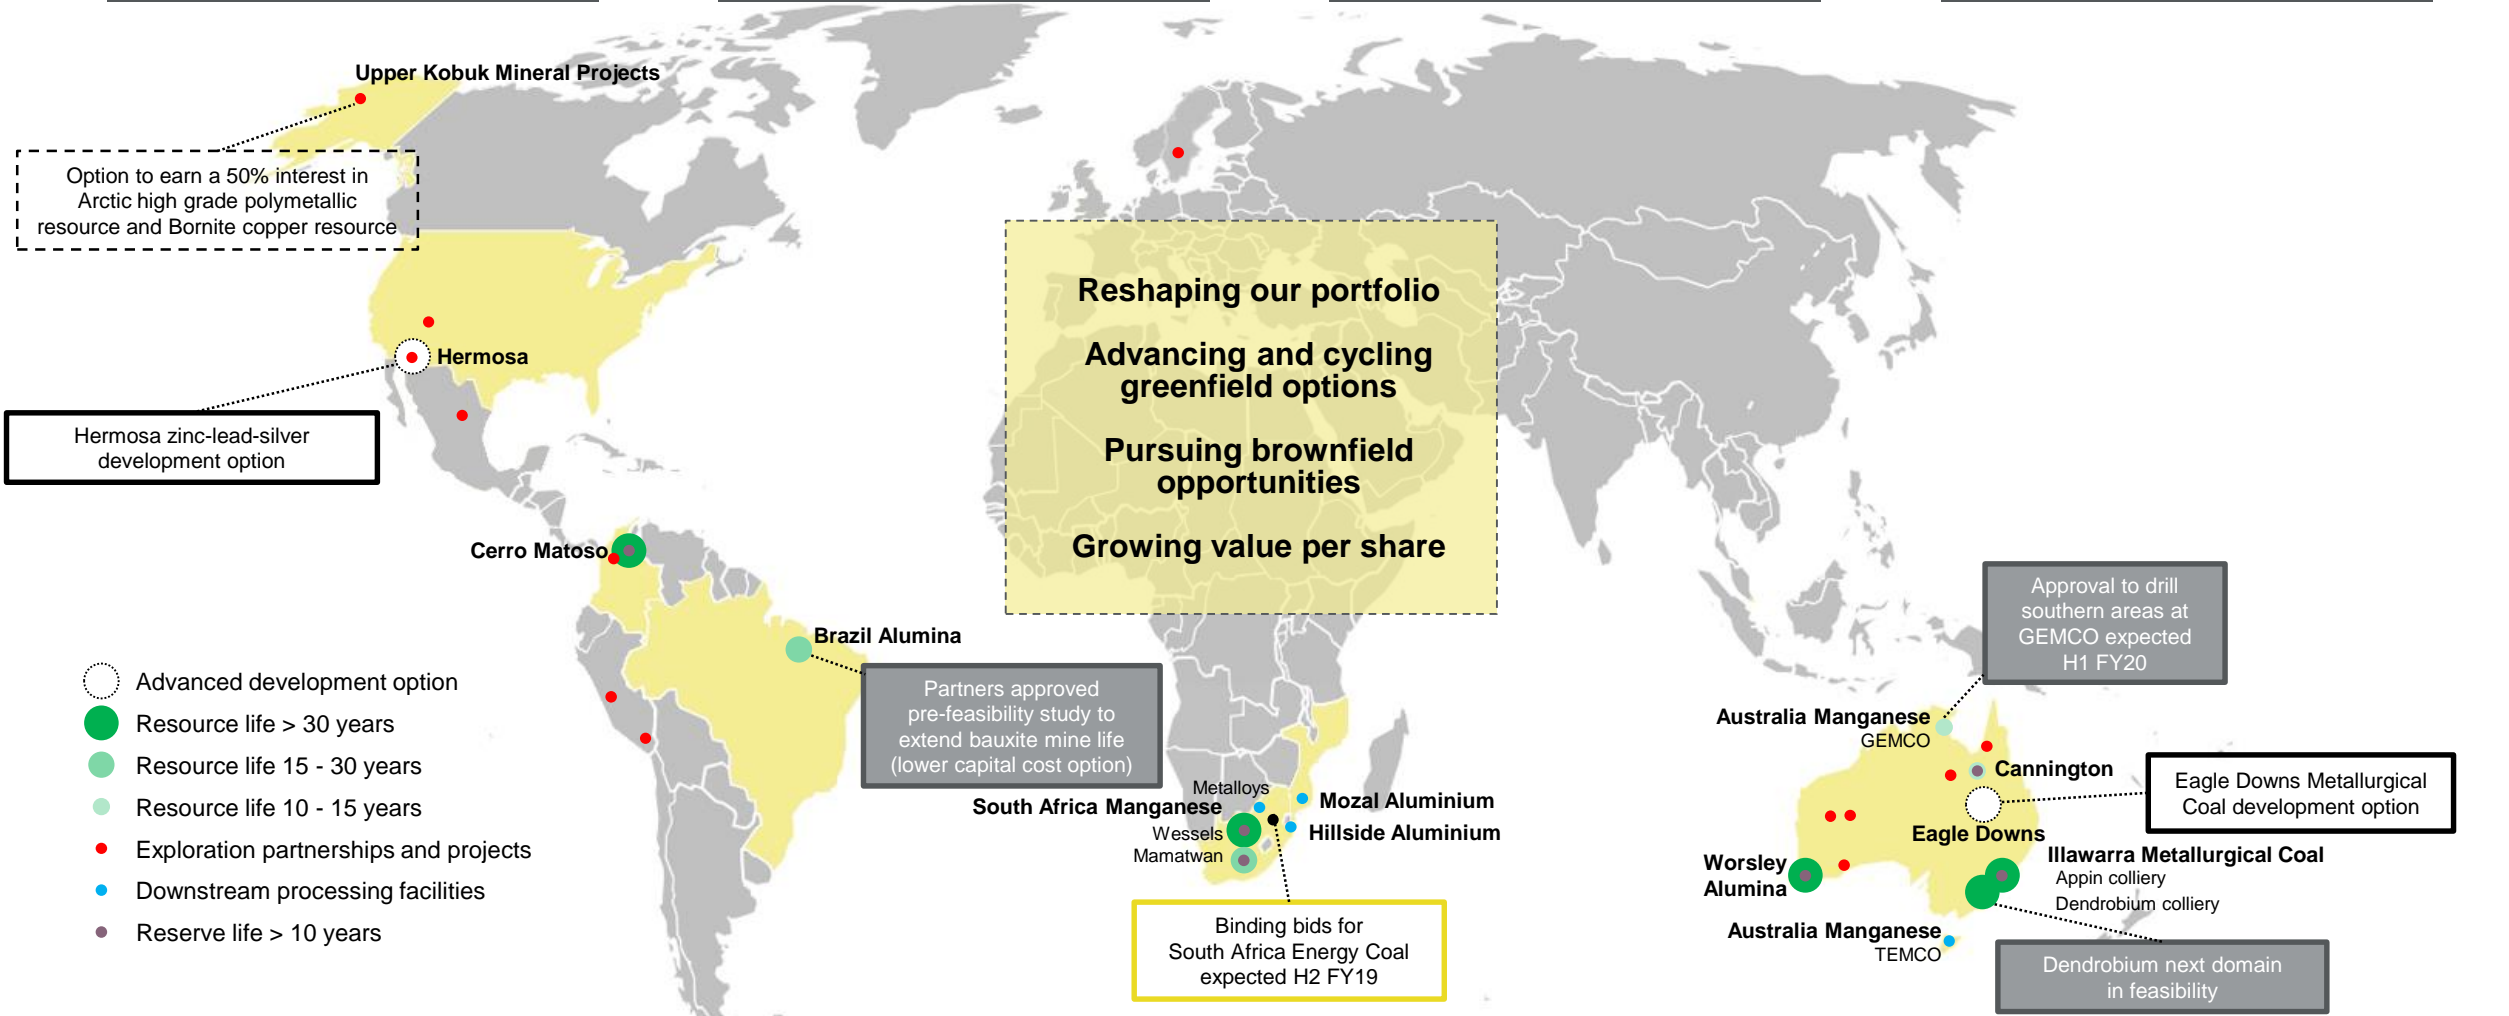 Upper Kobuk Mineral Projects
Option to earn a 50% interest in
Arctic high grade polymetallic
resource and Bornite copper resource
Hermosa
Hermosa zinc-lead-silver
development option
Reshaping our portfolio
Advancing and cycling
greenfield options
Pursuing brownfield
opportunities
Growing value per share
Cerro Matoso
Brazil Alumina
Partners approved
pre-feasibility study to
extend bauxite mine life
(lower capital cost option)
Advanced development option
Resource life > 30 years
Resource life 15 - 30 years
Resource life 10 - 15 years
Exploration partnerships and projects
Downstream processing facilities
Reserve life > 10 years
Metalloys
South Africa Manganese
Wessels
Mamatwan
Mozal Aluminium
Hillside Aluminium
Binding bids for
South Africa Energy Coal
expected H2 FY19
Approval to drill
southern areas at
GEMCO expected
H1 FY20
Australia Manganese
GEMCO
Cannington
Eagle Downs Metallurgical
Coal development option
Eagle Downs
Worsley
Alumina
Illawarra Metallurgical Coal
Appin colliery
Dendrobium colliery
Australia Manganese
TEMCO
Dendrobium next domain
in feasibility